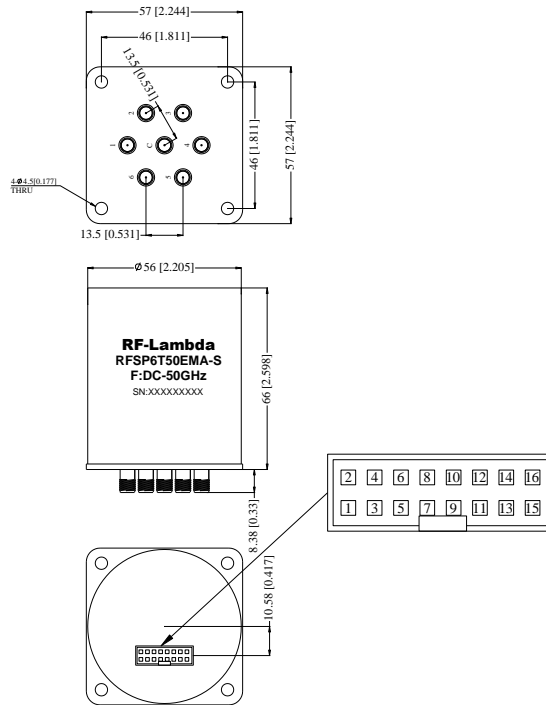 57 [2.244]
46 [1.811]
13.5 [0.531]
2
3
1
C
4
6
5
46 [1.811]
57 [2.244]
4-Ø4.5[0.177]
THRU
13.5 [0.531]
Ø56 [2.205]
RF-Lambda
RFSP6T50EMA-S
F:DC-50GHz
SN:XXXXXXXXX
66 [2.598]
8.38 [0.33]
2 4 6 8 10 12 14 16
1 3 5 7 9 11 13 15
10.58 [0.417]